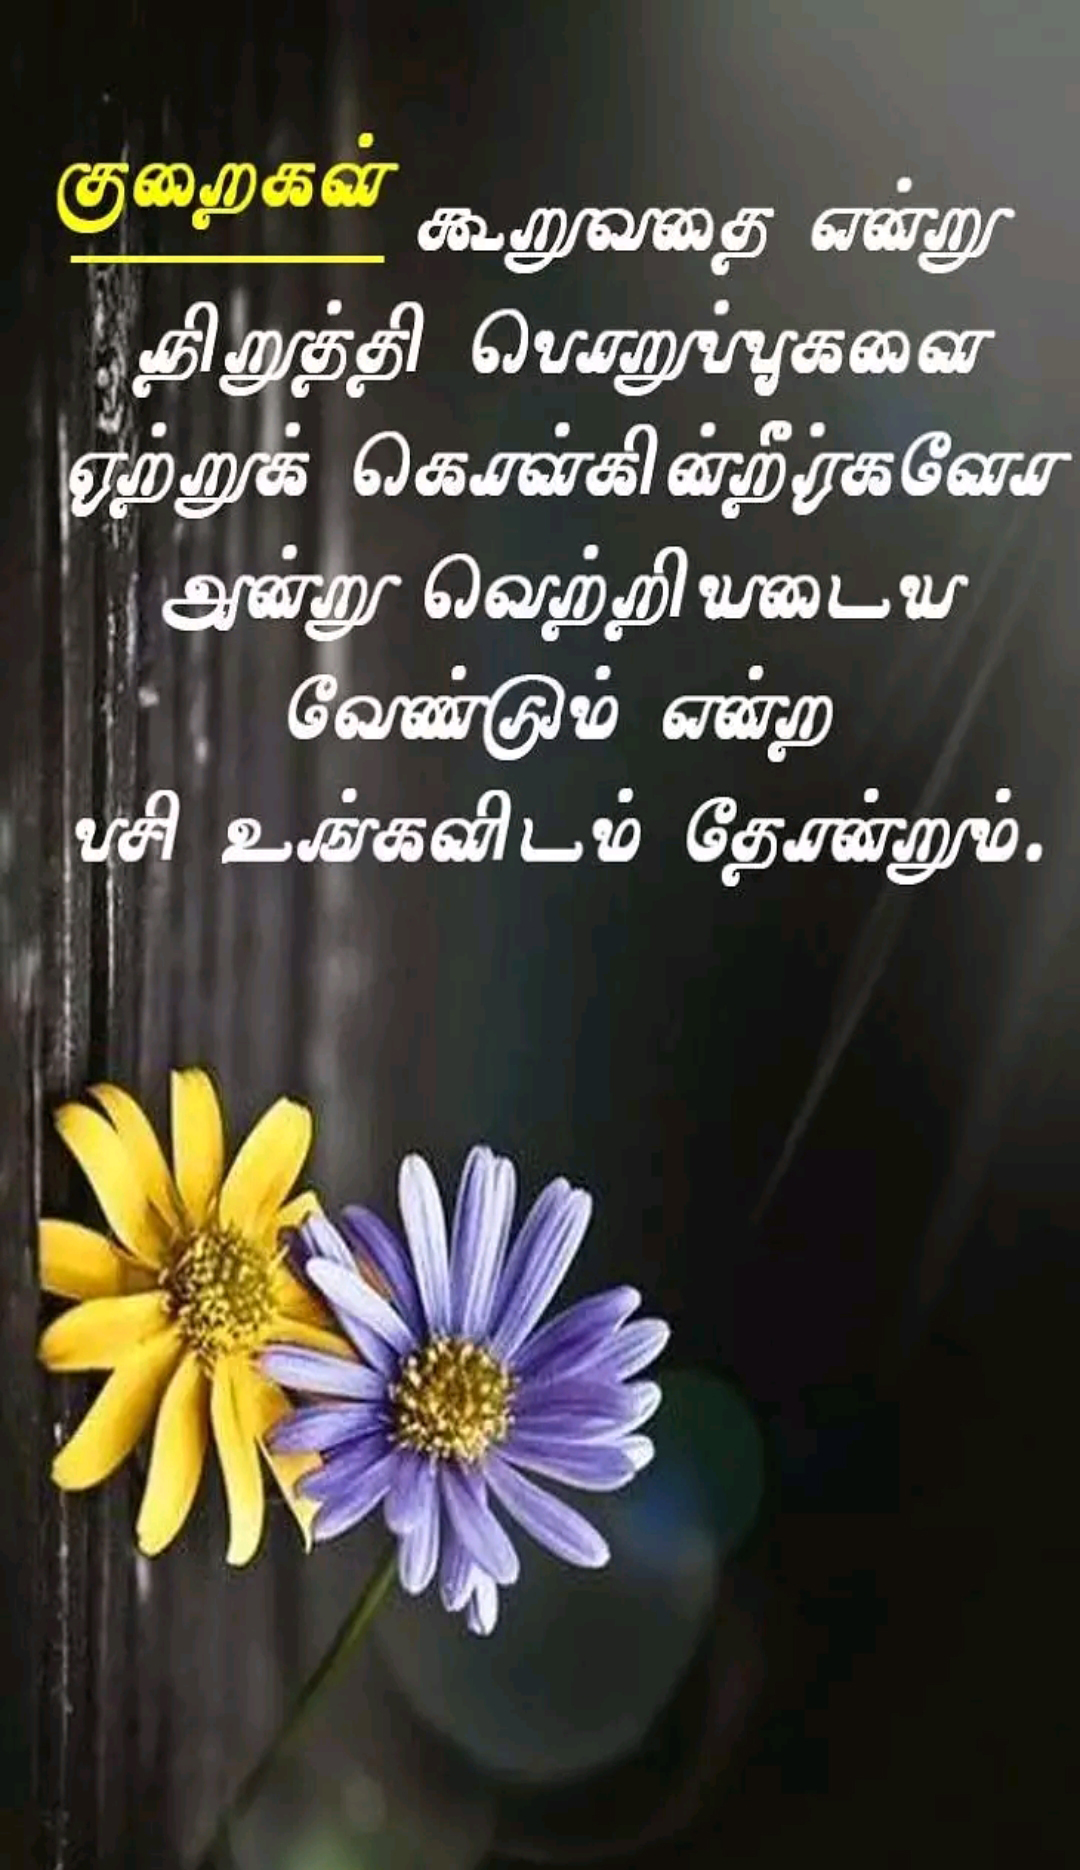 குறைகள் கூறுவதை என்று
நிறுத்தி பொறுப்புகளை
ஏற்றுக் கொள்கின்றீர்களோ
அன்று வெற்றியடைய
வேண்டும் என்ற
பசி உங்களிடம் தோன்றும்.